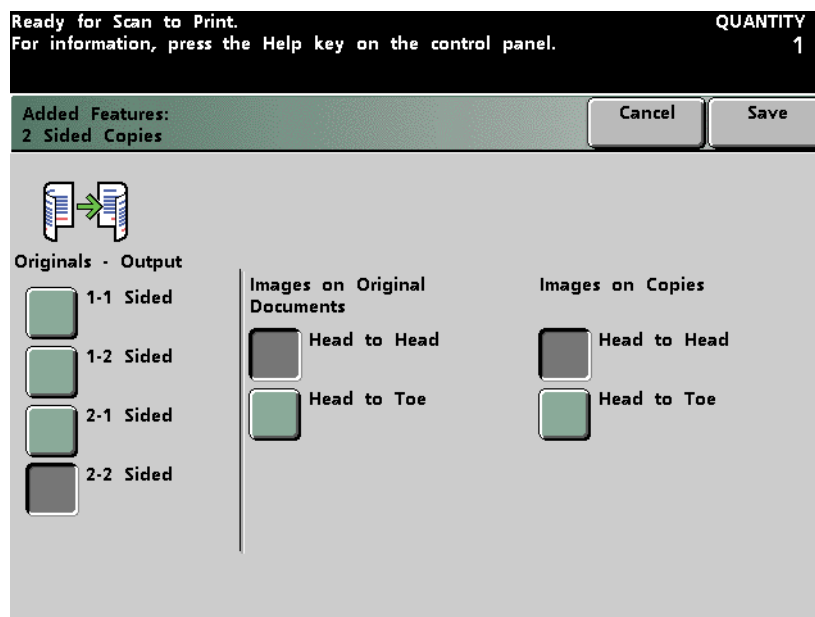 Ready for Scan to Print.
QUANTITY
For information, press the Help key on the control panel.
1
Added Features:
2 Sided Copies
Cancel
Save
Originals - Output
1-1 Sided
1-2 Sided
2-1 Sided
2-2 Sided
Images on Original
Documents
Head to Head
Head to Toe
Images on Copies
Head to Head
Head to Toe